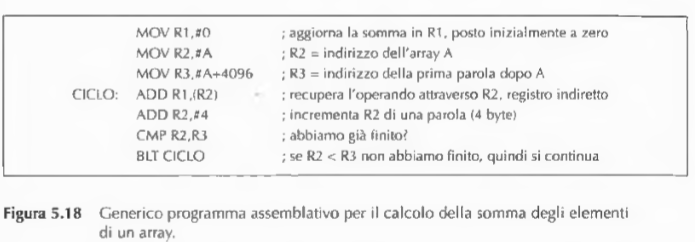 MOV R1,#0 ; aggiorna la somma in R1, posto inizialmente a zero
MOV R2,#A ; R2 = indirizzo dell'array A
MOV R3,#A+4096 ; R3 = indirizzo della prima parola dopo A
CICLO: ADD R1,(R2) ; recupera l'operando attraverso R2, registro indiretto
ADD R2,#4 ; incrementa R2 di una parola (4 byte)
CMP R2,R3 ; abbiamo già finito?
BLT CICLO ; se R2 < R3 non abbiamo finito, quindi si continua
Figura 5.18 Generico programma assemblativo per il calcolo della somma degli elementi
di un array.